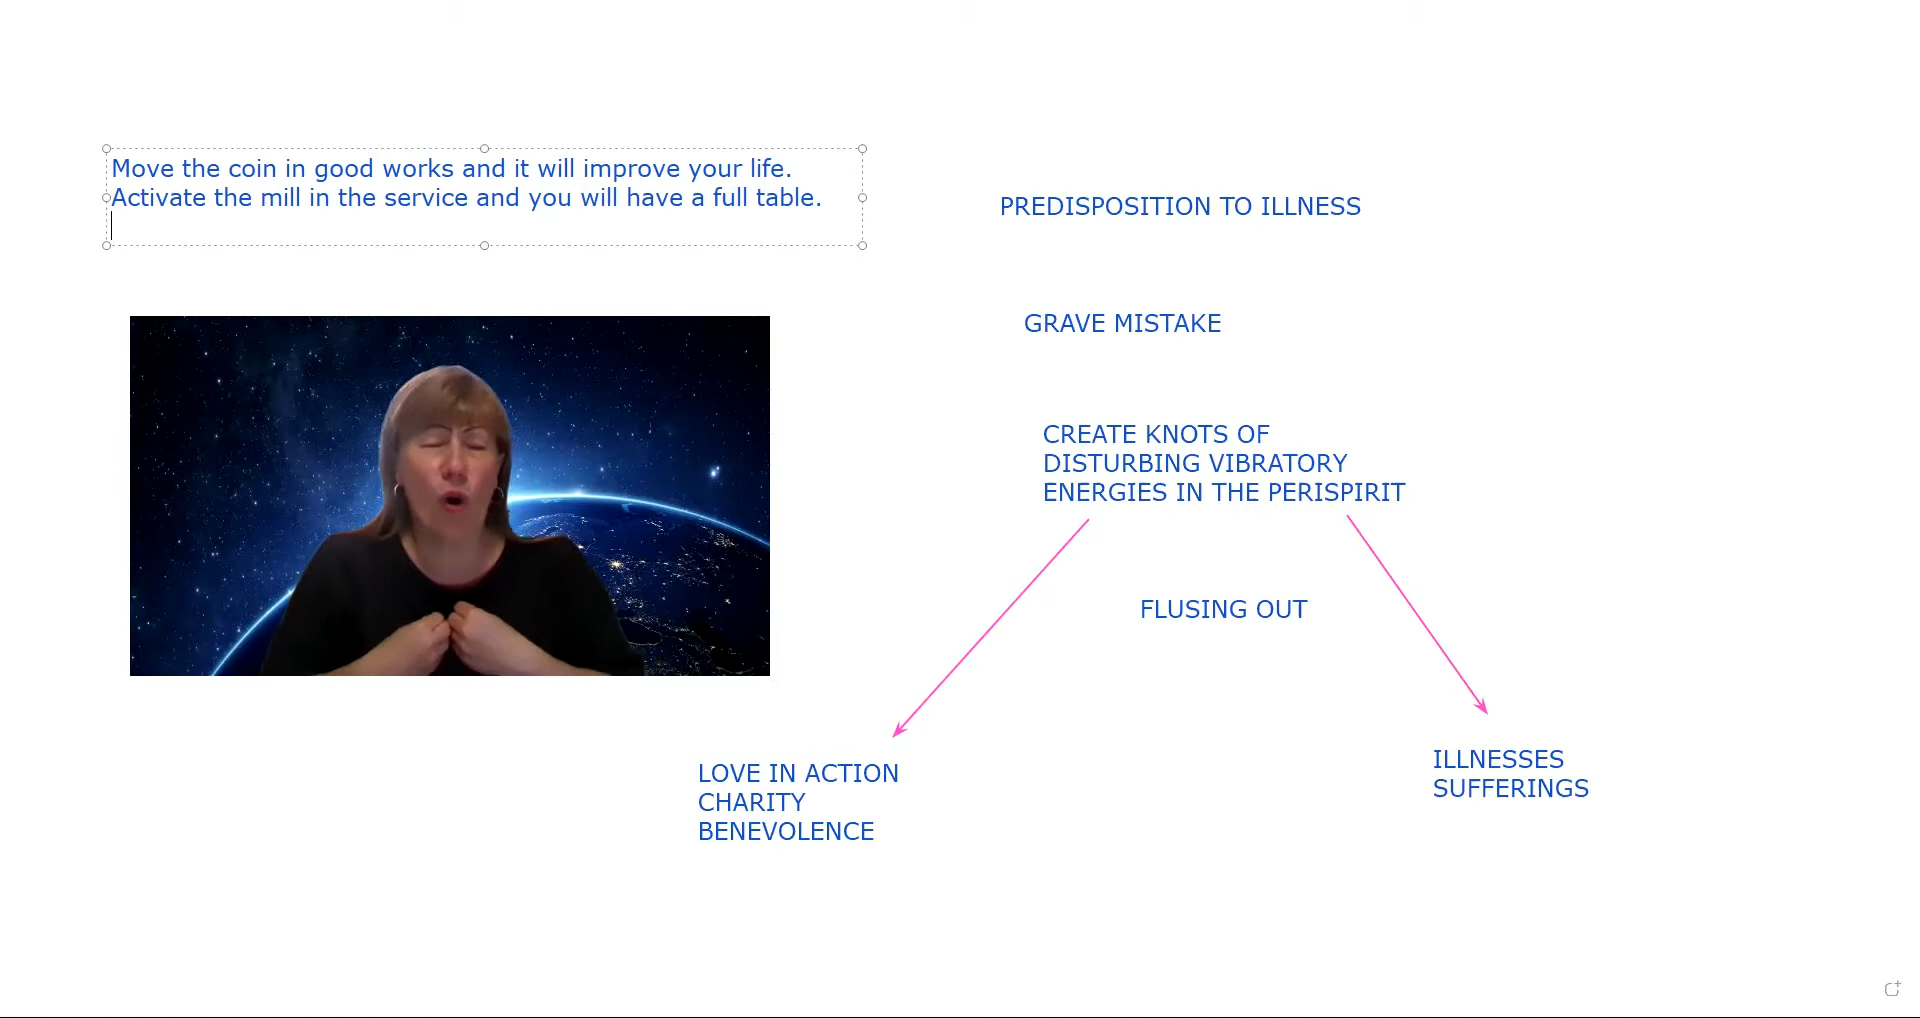 Move the coin in good works and it will improve your life.
Activate the mill in the service and you will have a full table.
PREDISPOSITION TO ILLNESS
GRAVE MISTAKE
CREATE KNOTS OF
DISTURBING VIBRATORY
ENERGIES IN THE PERISPIRIT
FLUSING OUT
LOVE IN ACTION
CHARITY
BENEVOLENCE
ILLNESSES
SUFFERINGS